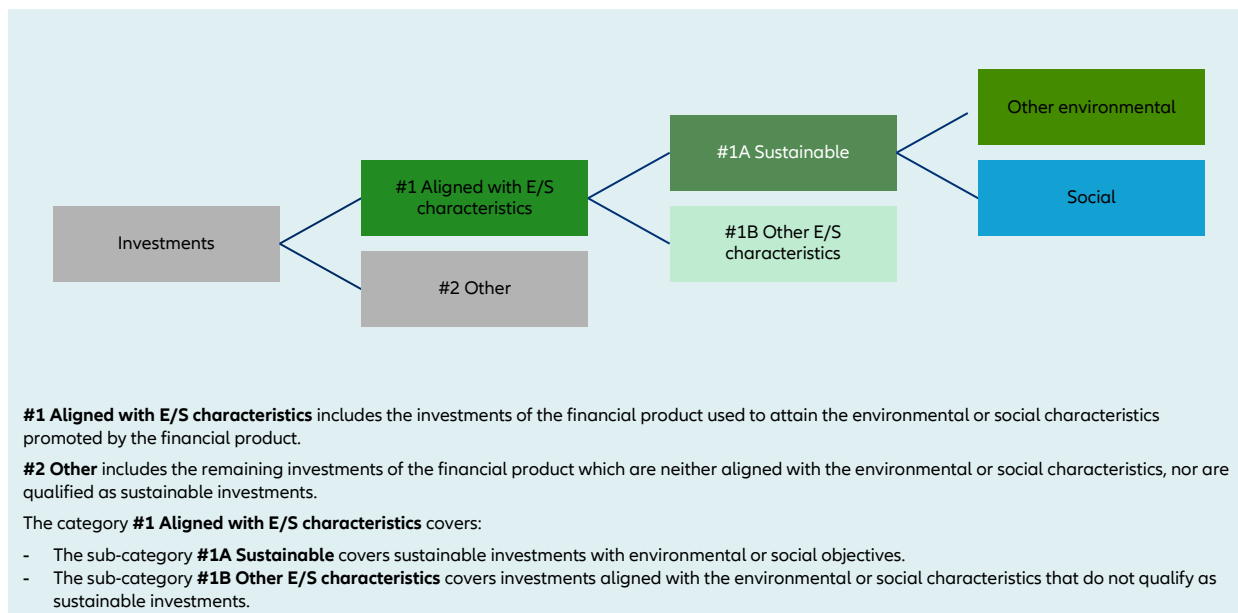 Other environmental
#1A Sustainable
#1 Aligned with E/S
characteristics
Social
Investments
#1B Other E/S
characteristics
#2 Other
#1 Aligned with E/S characteristics includes the investments of the financial product used to attain the environmental or social characteristics
promoted by the financial product.
#2 Other includes the remaining investments of the financial product which are neither aligned with the environmental or social characteristics, nor are
qualified as sustainable investments.
The category #1 Aligned with E/S characteristics covers:
- The sub-category #1A Sustainable covers sustainable investments with environmental or social objectives.
- The sub-category #1B Other E/S characteristics covers investments aligned with the environmental or social characteristics that do not qualify as
sustainable investments.